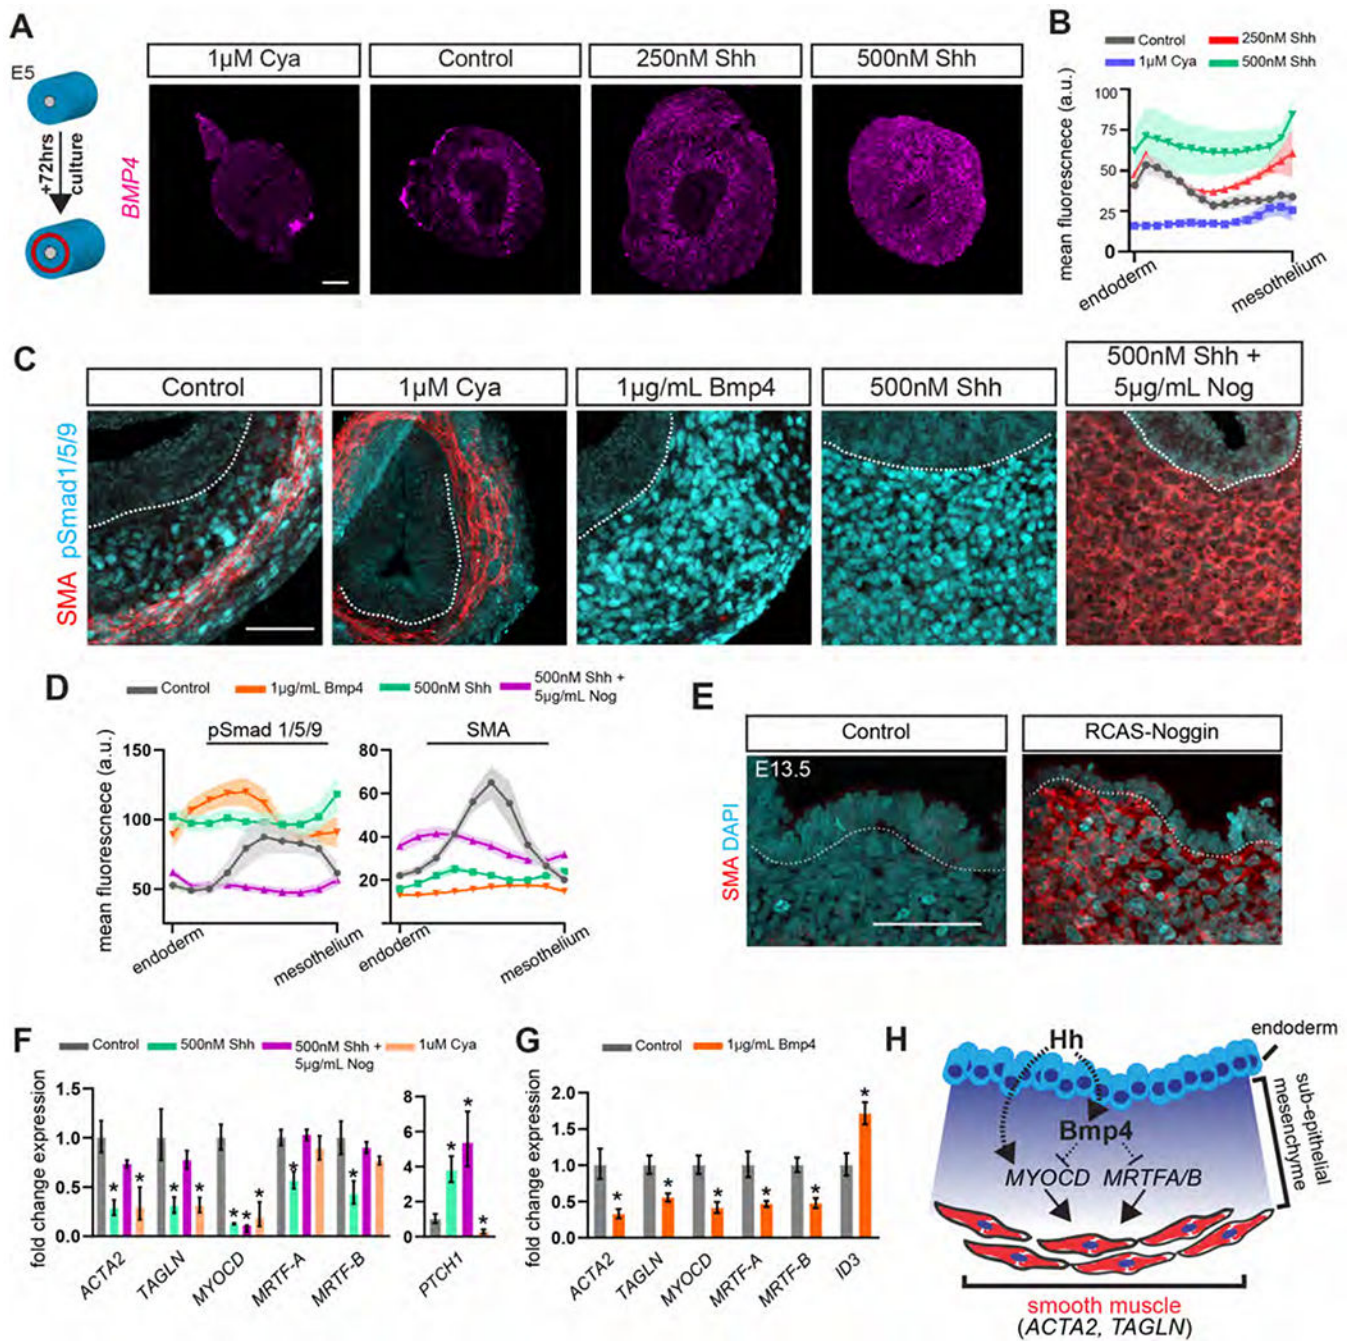 A
E5
+72hrs
culture
BMP4
1µM Cya
Control
250nM Shh
500nM Shh
B
Control
250nM Shh
1µM Cya
500nM Shh
mean fluorescnece (a.u.)
100
75
50
25
0
endoderm
mesothelium
C
SMA pSmad1/5/9
Control
1µM Cya
1µg/mL Bmp4
500nM Shh
500nM Shh +
5µg/mL Nog
D
Control
1µg/mL Bmp4
500nM Shh
500nM Shh +
5µg/mL Nog
pSmad 1/5/9
mean fluorescnece (a.u.)
150
100
50
endoderm
mesothelium
SMA
80
60
40
20
endoderm
mesothelium
E
SMA DAPI
Control
E13.5
RCAS-Noggin
F
Control
500nM Shh
500nM Shh +
5µg/mL Nog
1uM Cya
fold change expression
1.5
1.0
0.5
0.0
* * * * * * * * *
ACTA2
TAGLN
MYOCD
MRTF-A
MRTF-B
8
6
4
2
0
* * *
PTCH1
G
Control
1µg/mL Bmp4
fold change expression
2.0
1.5
1.0
0.5
0.0
* * * * * *
ACTA2
TAGLN
MYOCD
MRTF-A
MRTF-B
ID3
H
Hh
endoderm
Bmp4
sub-epithelial
mesenchyme
MYOCD MRTFA/B
smooth muscle
(ACTA2, TAGLN)